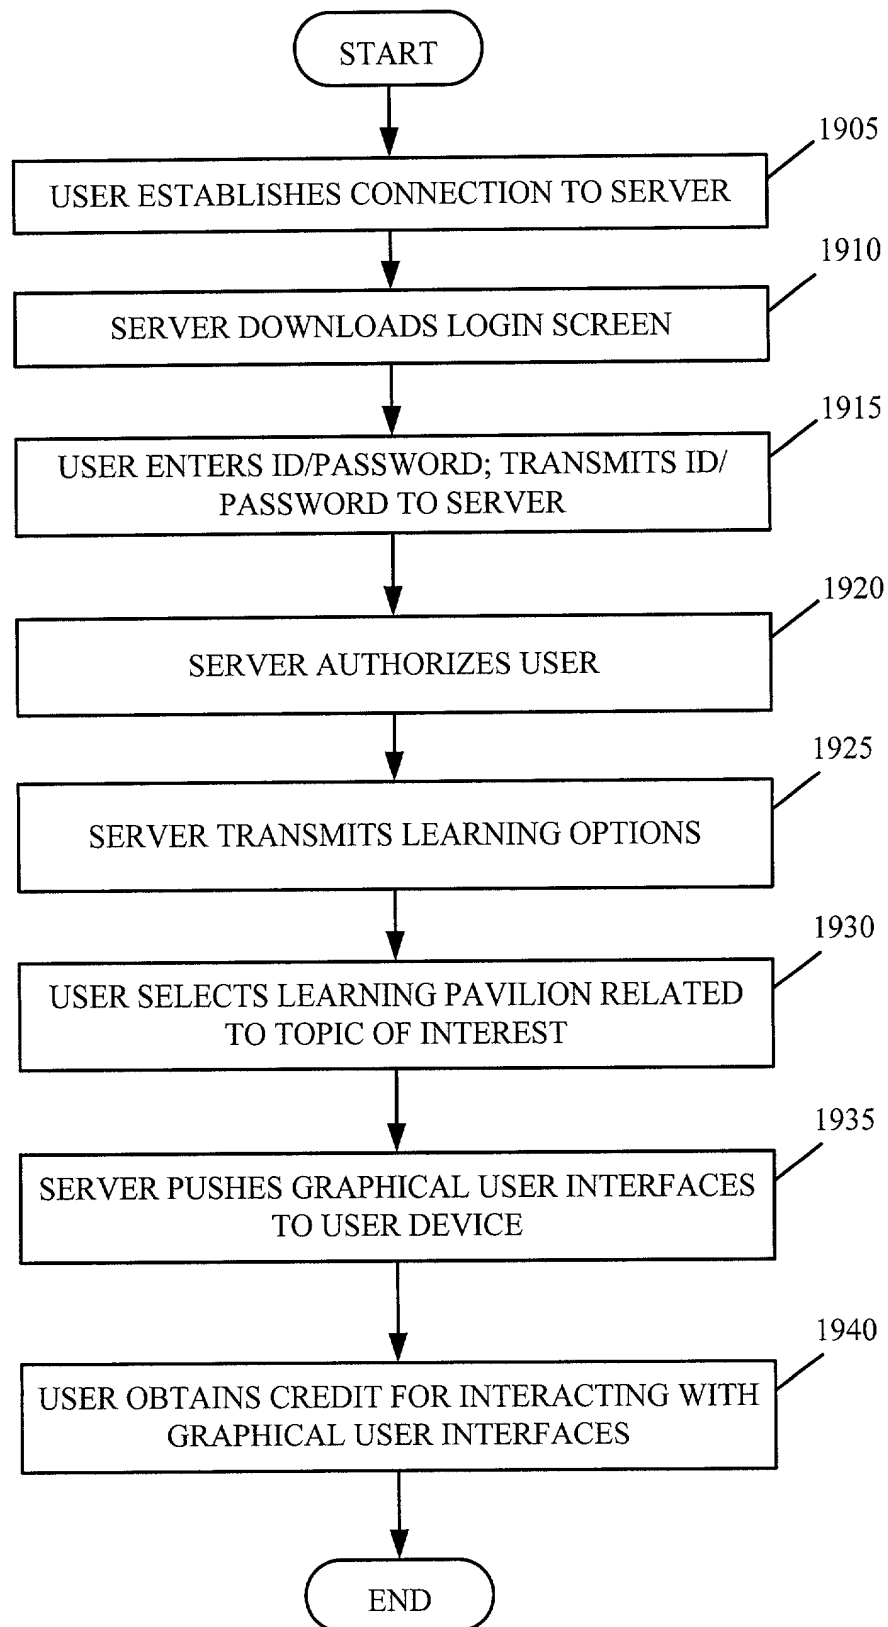 START
1905
USER ESTABLISHES CONNECTION TO SERVER
1910
SERVER DOWNLOADS LOGIN SCREEN
1915
USER ENTERS ID/PASSWORD; TRANSMITS ID/
PASSWORD TO SERVER
1920
SERVER AUTHORIZES USER
1925
SERVER TRANSMITS LEARNING OPTIONS
1930
USER SELECTS LEARNING PAVILION RELATED
TO TOPIC OF INTEREST
1935
SERVER PUSHES GRAPHICAL USER INTERFACES
TO USER DEVICE
1940
USER OBTAINS CREDIT FOR INTERACTING WITH
GRAPHICAL USER INTERFACES
END